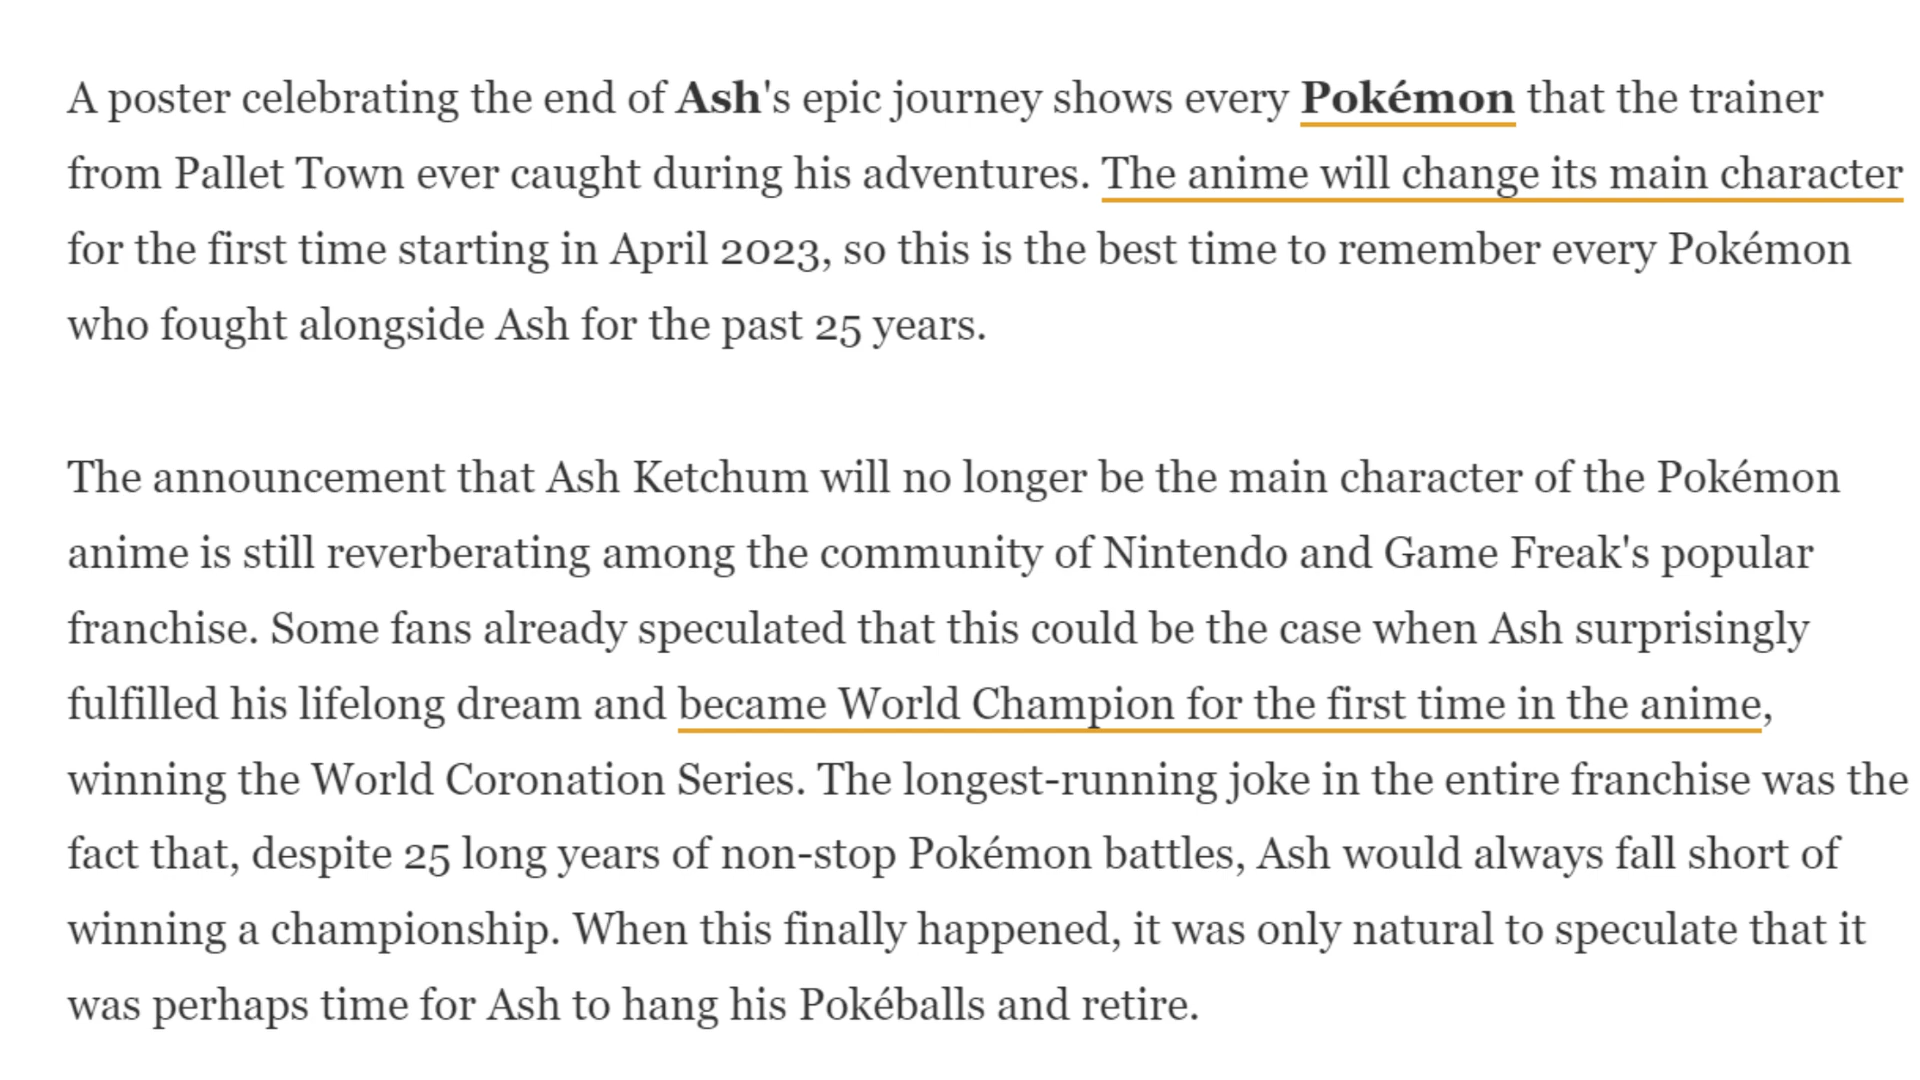 A poster celebrating the end of Ash's epic journey shows every Pokémon that the trainer
from Pallet Town ever caught during his adventures. The anime will change its main character
for the first time starting in April 2023, so this is the best time to remember every Pokémon
who fought alongside Ash for the past 25 years.
The announcement that Ash Ketchum will no longer be the main character of the Pokémon
anime is still reverberating among the community of Nintendo and Game Freak's popular
franchise. Some fans already speculated that this could be the case when Ash surprisingly
fulfilled his lifelong dream and became World Champion for the first time in the anime,
winning the World Coronation Series. The longest-running joke in the entire franchise was the
fact that, despite 25 long years of non-stop Pokémon battles, Ash would always fall short of
winning a championship. When this finally happened, it was only natural to speculate that it
was perhaps time for Ash to hang his Pokéballs and retire.